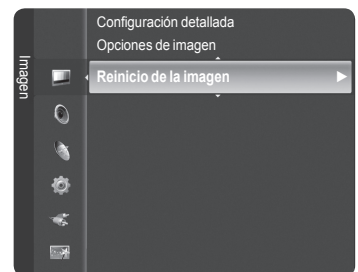 Imagen
Configuración detallada
Opciones de imagen
Reinicio de la imagen